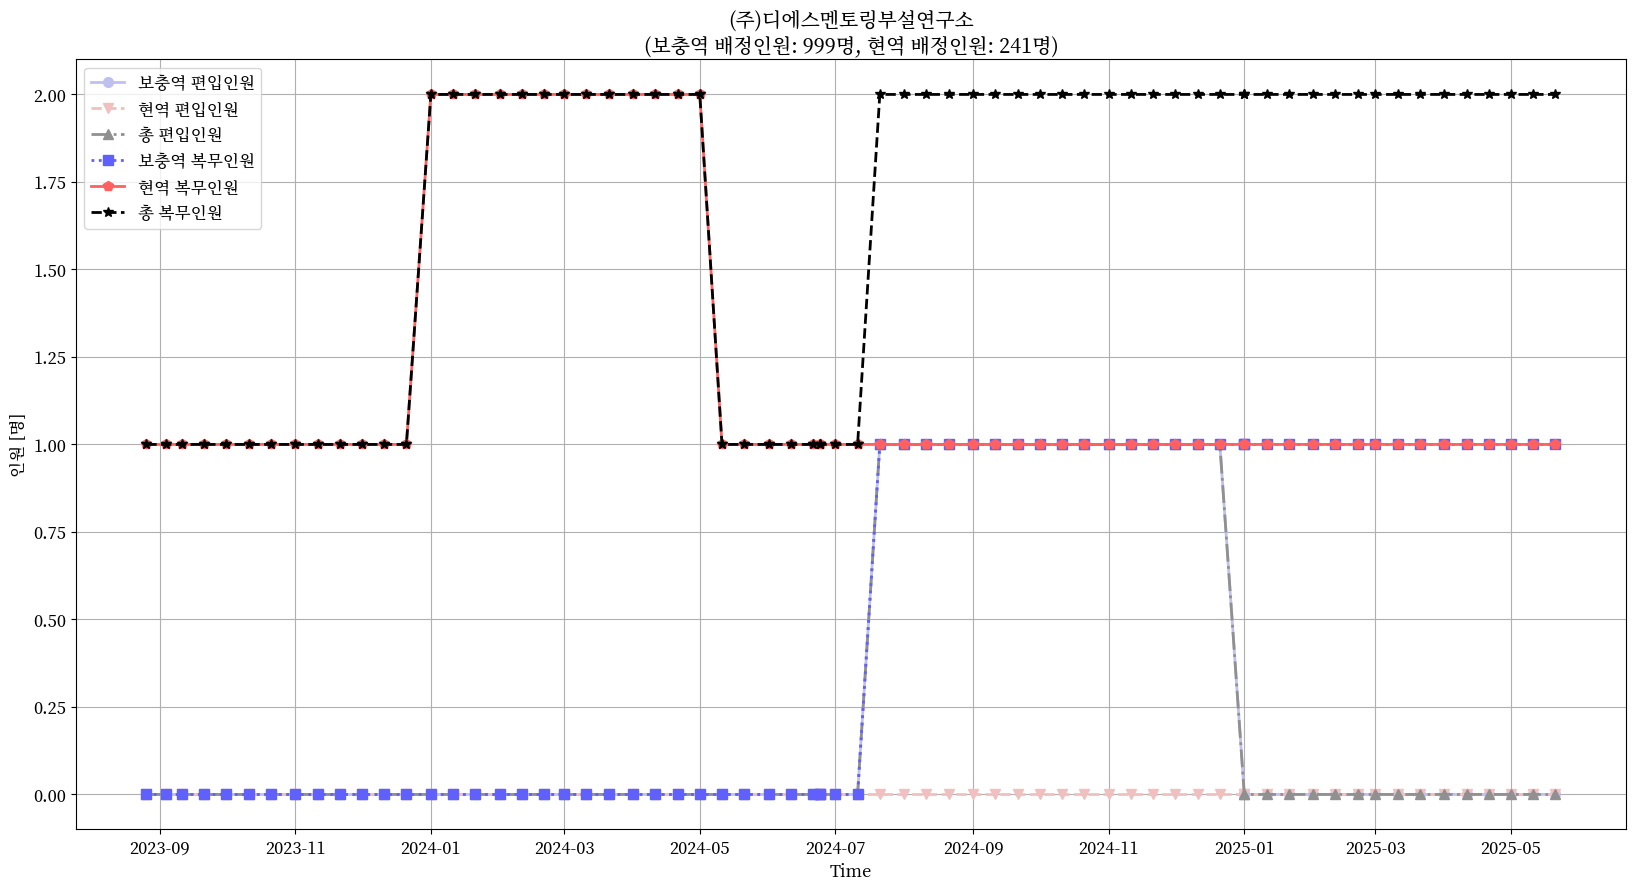 (주)디에스멘토링부설연구소
(보충역 배정인원: 999명, 현역 배정인원: 241명)
보충역 편입인원
현역 편입인원
총 편입인원
보충역 복무인원
현역 복무인원
총 복무인원
2.00
1.75
1.50
1.25
1.00
0.75
0.50
0.25
0.00
인원 [명]
2023-09 2023-11 2024-01 2024-03 2024-05 2024-07 2024-09 2024-11 2025-01 2025-03 2025-05
Time